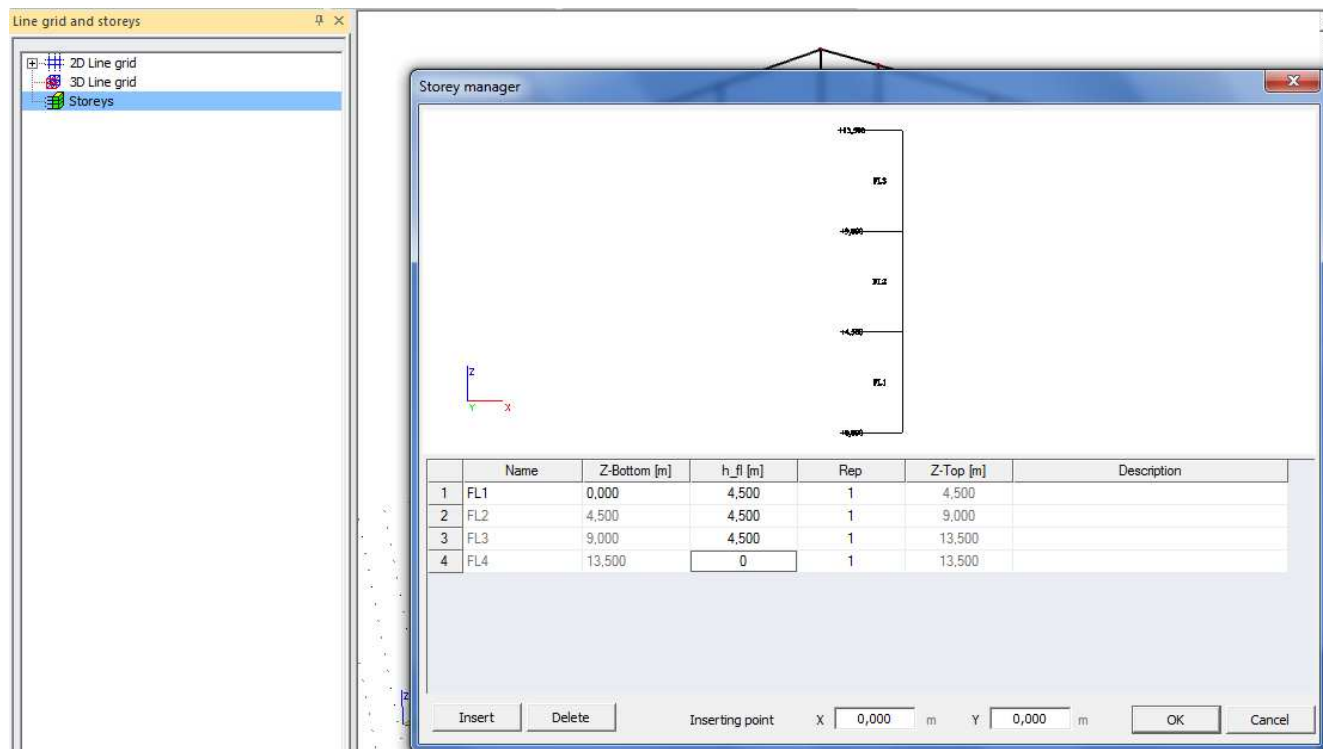 Line grid and storeys
2D Line grid
3D Line grid
Storeys
Storey manager
+13,500
FL3
+9,000
FL2
+4,500
FL1
+0,000
Z
Y X
Name Z-Bottom [m] h_fl [m] Rep Z-Top [m] Description
1 FL1 0,000 4,500 1 4,500
2 FL2 4,500 4,500 1 9,000
3 FL3 9,000 4,500 1 13,500
4 FL4 13,500 0 1 13,500
z
Insert Delete Inserting point X 0,000 m Y 0,000 m OK Cancel